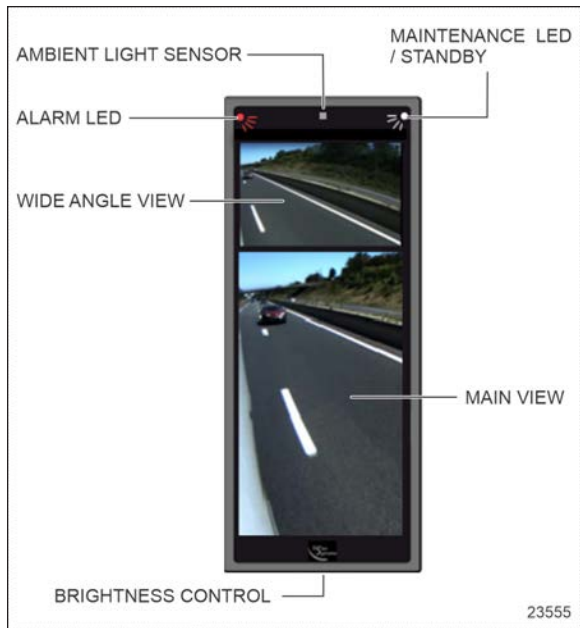 MAINTENANCE LED
/ STANDBY
AMBIENT LIGHT SENSOR
ALARM LED
WIDE ANGLE VIEW
MAIN VIEW
BRIGHTNESS CONTROL
23555